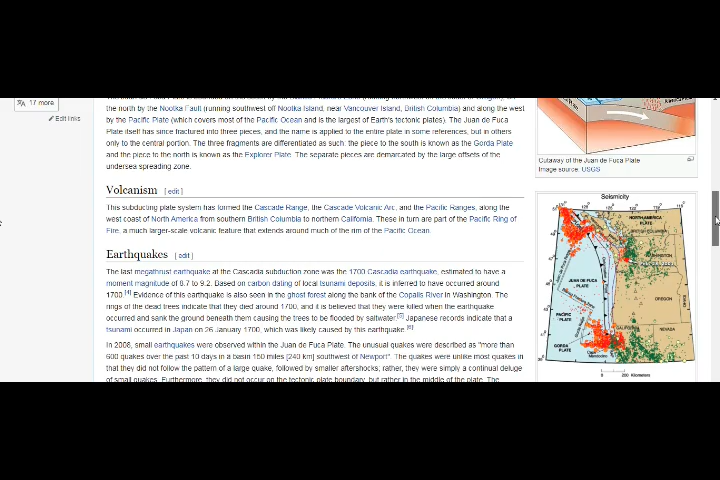 17 more
Edit links
the north by the Nootka Fault (running southwest off Nootka Island, near Vancouver Island, British Columbia) and along the west
by the Pacific Plate (which covers most of the Pacific Ocean and is the largest of Earth's tectonic plates). The Juan de Fuca
Plate itself has since fractured into three pieces, and the name is applied to the entire plate in some references, but in others
only to the central portion. The three fragments are differentiated as such: the piece to the south is known as the Gorda Plate
and the piece to the north is known as the Explorer Plate. The separate pieces are demarcated by the large offsets of the
undersea spreading zone.
Volcanism [ edit ]
This subducting plate system has formed the Cascade Range, the Cascade Volcanic Arc, and the Pacific Ranges, along the
west coast of North America from southern British Columbia to northern California. These in turn are part of the Pacific Ring of
Fire, a much larger-scale volcanic feature that extends around much of the rim of the Pacific Ocean.
Earthquakes [ edit ]
The last megathrust earthquake at the Cascadia subduction zone was the 1700 Cascadia earthquake, estimated to have a
moment magnitude of 8.7 to 9.2. Based on carbon dating of local tsunami deposits, it is inferred to have occurred around
1700.[4] Evidence of this earthquake is also seen in the ghost forest along the bank of the Copalis River in Washington. The
rings of the dead trees indicate that they died around 1700, and it is believed that they were killed when the earthquake
occurred and sank the ground beneath them causing the trees to be flooded by saltwater.[5] Japanese records indicate that a
tsunami occurred in Japan on 26 January 1700, which was likely caused by this earthquake.[6]
In 2008, small earthquakes were observed within the Juan de Fuca Plate. The unusual quakes were described as "more than
600 quakes over the past 10 days in a basin 150 miles [240 km] southwest of Newport". The quakes were unlike most quakes in
that they did not follow the pattern of a large quake, followed by smaller aftershocks; rather, they were simply a continual deluge
of small quakes. Furthermore, they did not occur on the tectonic plate boundary, but rather in the middle of the plate. The
Cutaway of the Juan de Fuca Plate
Image source: USGS
Seismicity
NORTH AMERICA
PLATE
BRITISH COLUMBIA
WASHINGTON
JUAN DE FUCA
PLATE
OREGON
PACIFIC
PLATE
CALIFORNIA
NEVADA
GORDA
PLATE
0 200 Kilometers